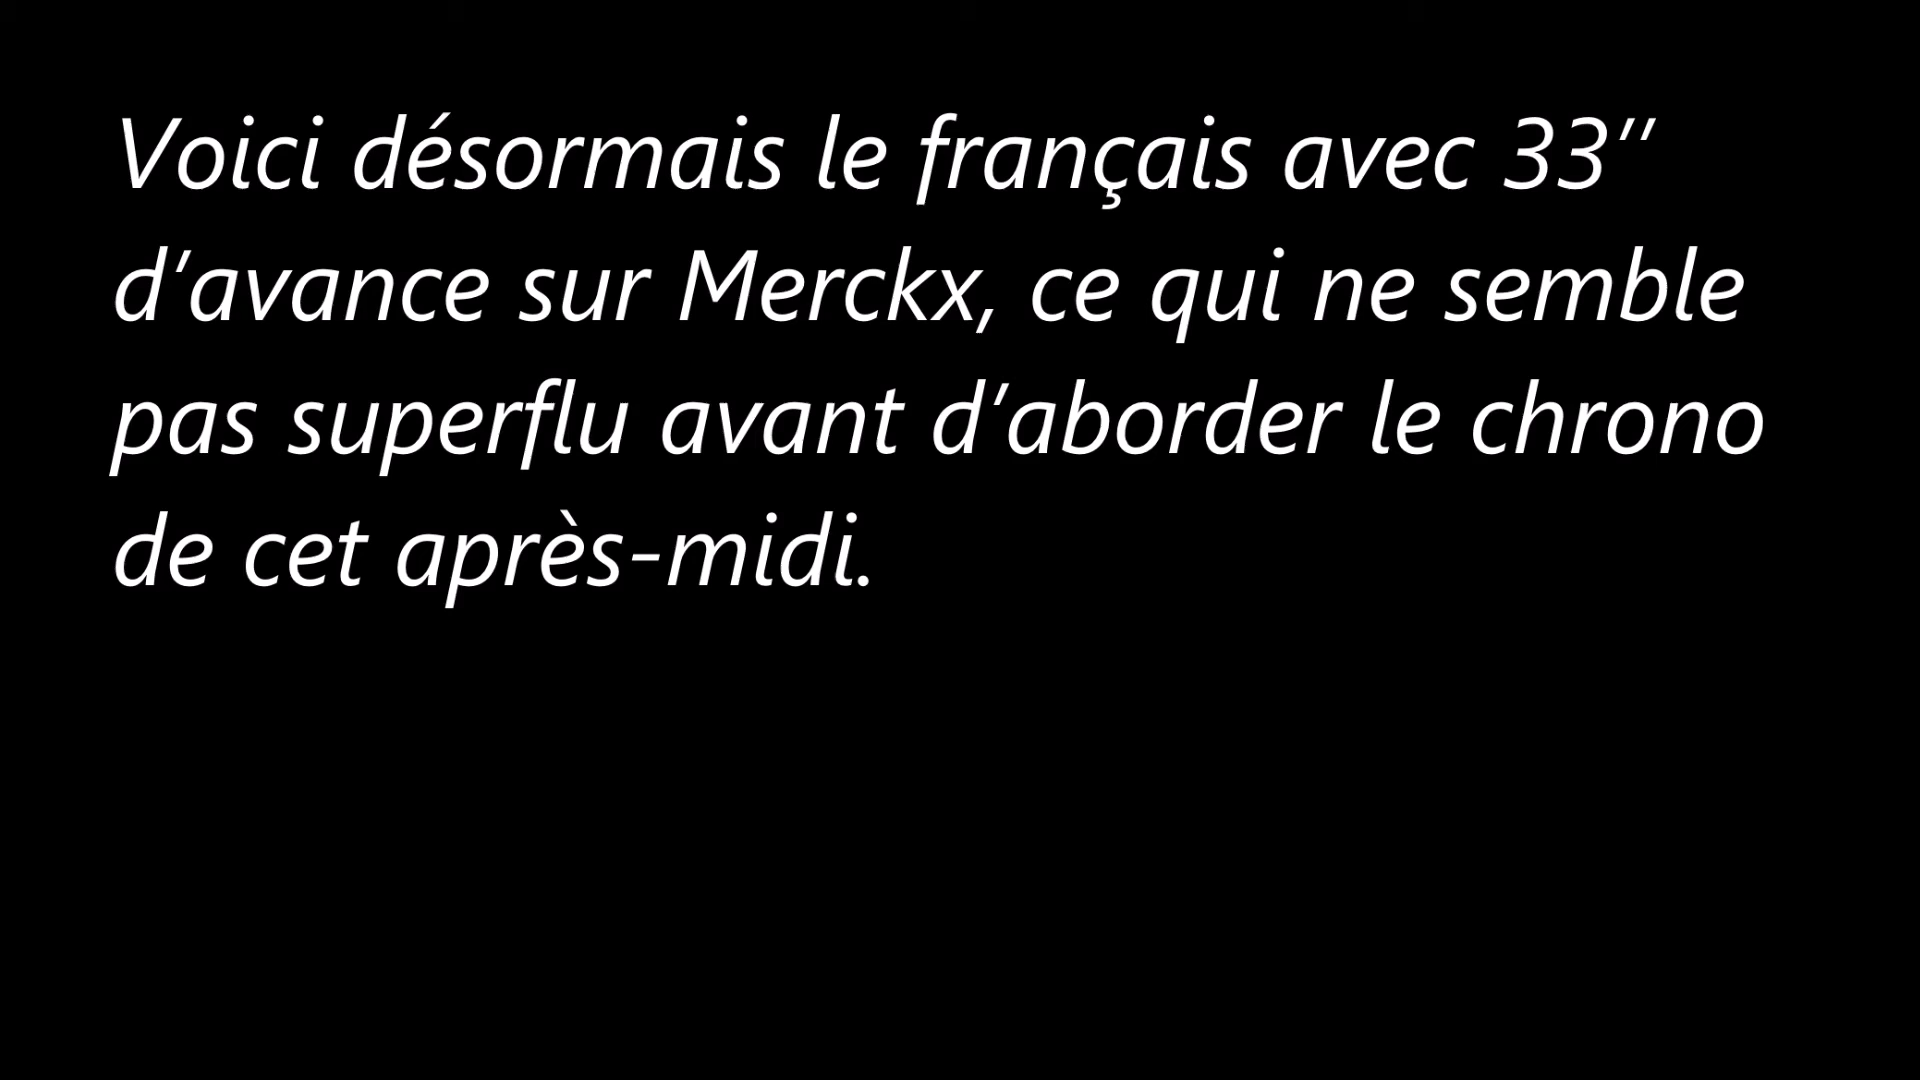 Voici désormais le français avec 33’’
d’avance sur Merckx, ce qui ne semble
pas superflu avant d’aborder le chrono
de cet après-midi.